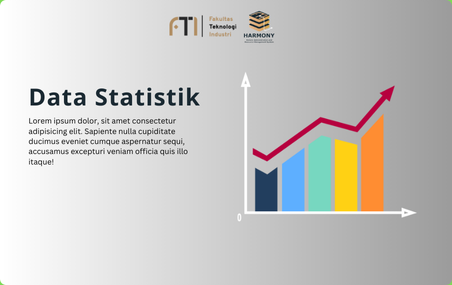 FTI
Fakultas
Teknologi
Industri
HARMONY
Data Statistik
Lorem ipsum dolor, sit amet consectetur
adipisicing elit. Sapiente nulla cupiditate
ducimus eveniet cumque aspernatur sequi,
accusamus excepturi veniam officia quis illo
itaque!
0